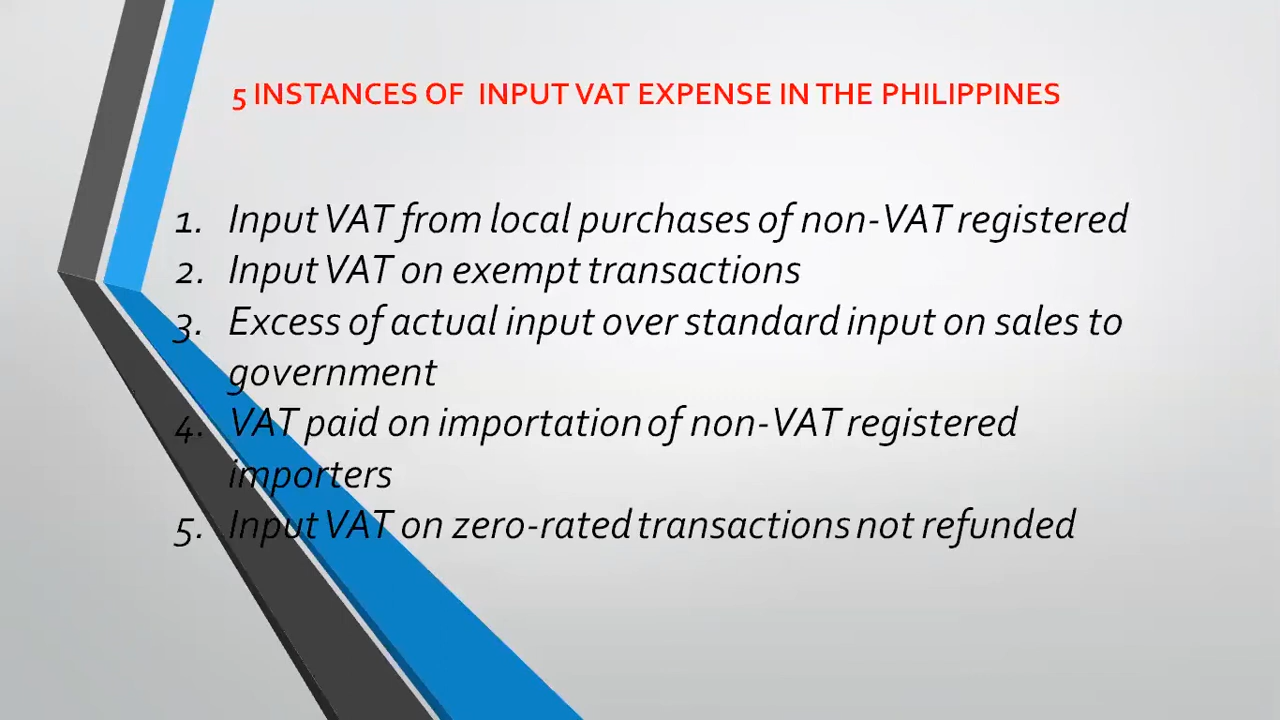 5 INSTANCES OF INPUT VAT EXPENSE IN THE PHILIPPINES
1. Input VAT from local purchases of non-VAT registered
2. Input VAT on exempt transactions
3. Excess of actual input over standard input on sales to
government
4. VAT paid on importation of non-VAT registered
importers
5. Input VAT on zero-rated transactions not refunded